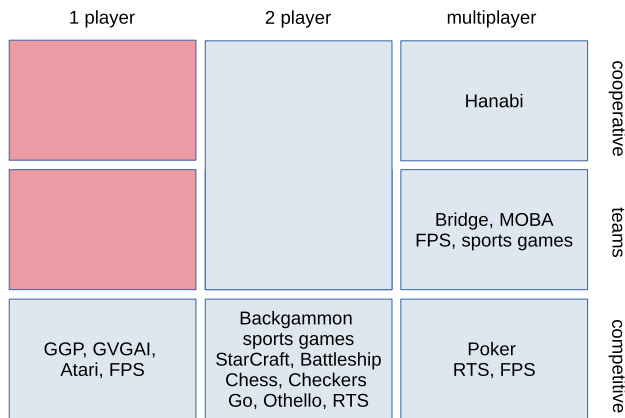 1 player
2 player
multiplayer
Hanabi
cooperative
Bridge, MOBA
FPS, sports games
teams
GGP, GVGAI,
Atari, FPS
Backgammon
sports games
StarCraft, Battleship
Chess, Checkers
Go, Othello, RTS
Poker
RTS, FPS
competitive